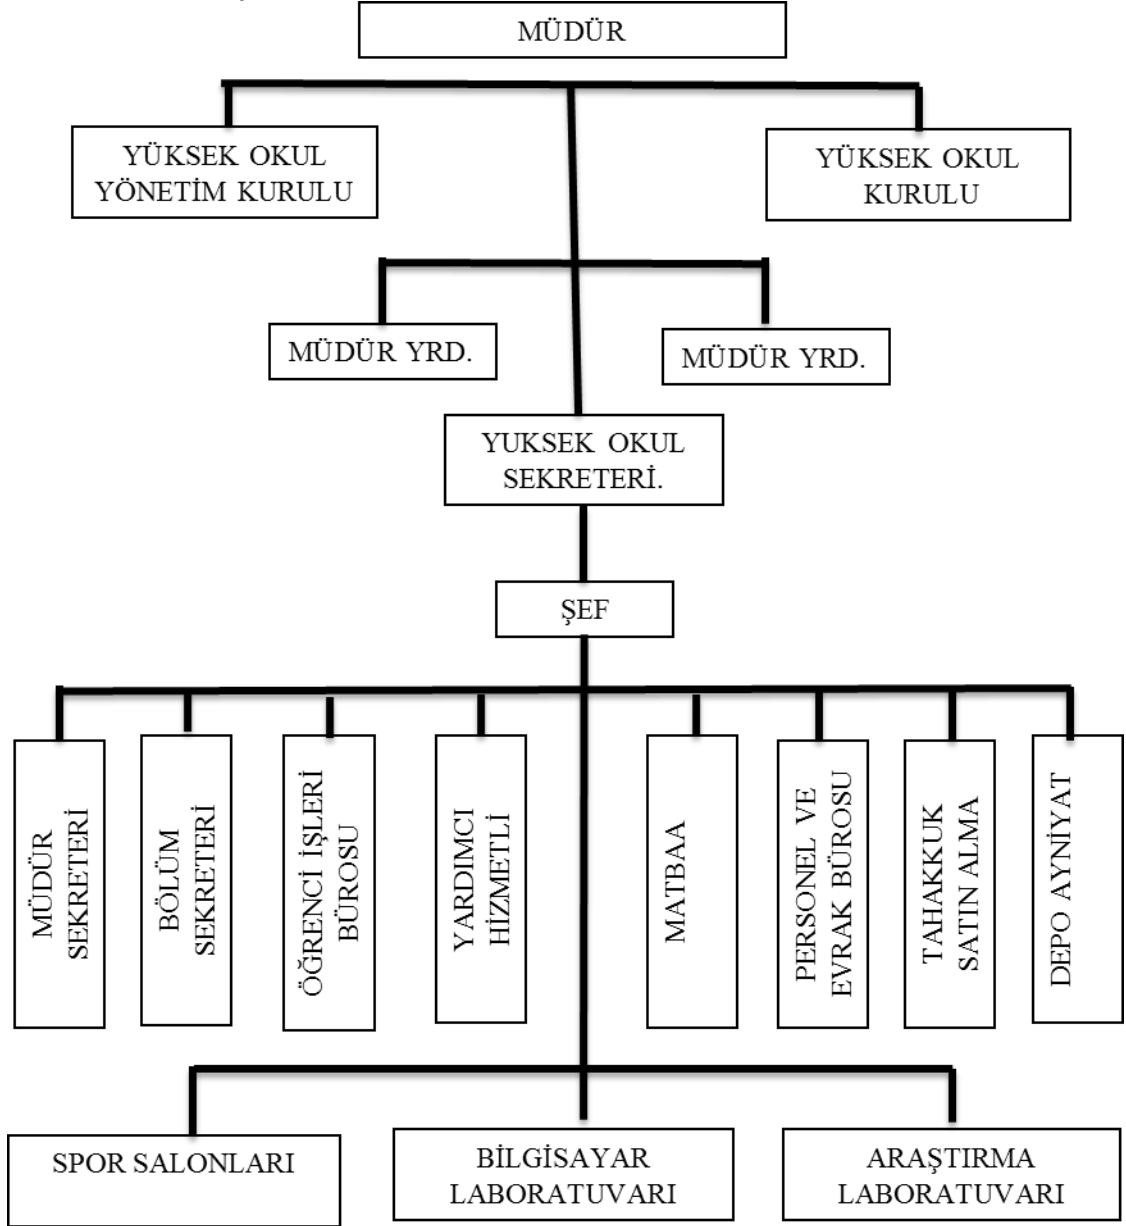 MÜDÜR
YÜKSEK OKUL
YÖNETİM KURULU
YÜKSEK OKUL
KURULU
MÜDÜR YRD.
MÜDÜR YRD.
YUKSEK OKUL
SEKRETERİ.
ŞEF
MÜDÜR
SEKRETERİ
BÖLÜM
SEKRETERİ
ÖĞRENCİ İŞLERİ
BÜROSU
YARDIMCI
HİZMETLİ
MATBAA
PERSONEL VE
EVRAK BÜROSU
TAHAKKUK
SATIN ALMA
DEPO AYNİYAT
SPOR SALONLARI
BİLGİSAYAR
LABORATUVARI
ARAŞTIRMA
LABORATUVARI